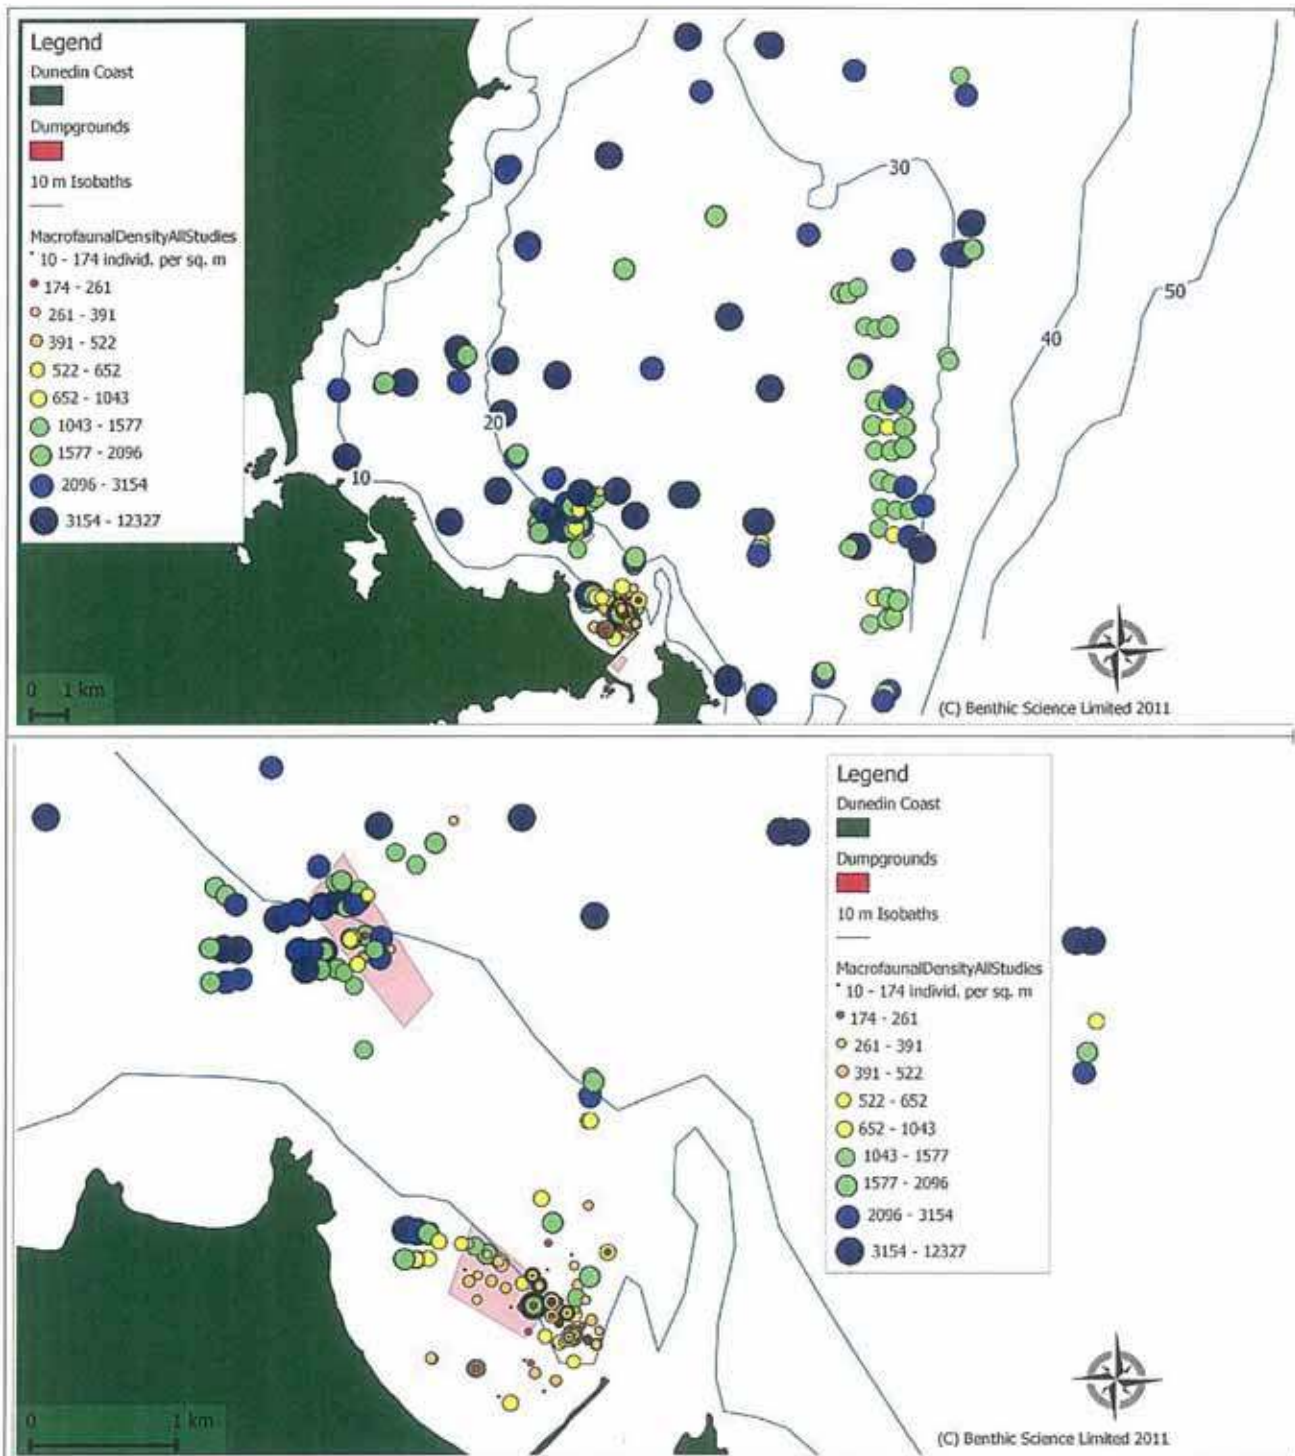 Legend
Dunedin Coast
Dumpgrounds
10 m Isobaths
MacrofaunalDensityAllStudies
10 - 174 individ. per sq. m
174 - 261
261 - 391
391 - 522
522 - 652
652 - 1043
1043 - 1577
1577 - 2096
2096 - 3154
3154 - 12327
30
50
40
20
10
0 1 km
(C) Benthic Science Limited 2011
Legend
Dunedin Coast
Dumpgrounds
10 m Isobaths
MacrofaunalDensityAllStudies
10 - 174 individ. per sq. m
174 - 261
261 - 391
391 - 522
522 - 652
652 - 1043
1043 - 1577
1577 - 2096
2096 - 3154
3154 - 12327
0 1 km
(C) Benthic Science Limited 2011